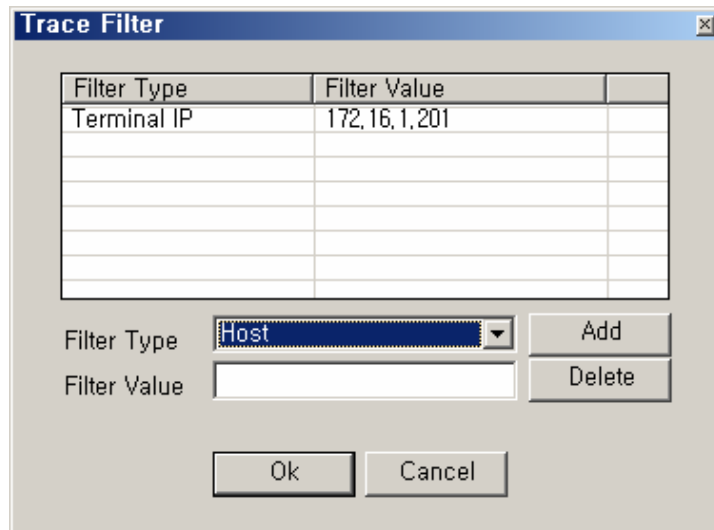 Trace Filter
Filter Type Filter Value
Terminal IP 172,16,1,201
Filter Type Host Add
Filter Value Delete
Ok Cancel